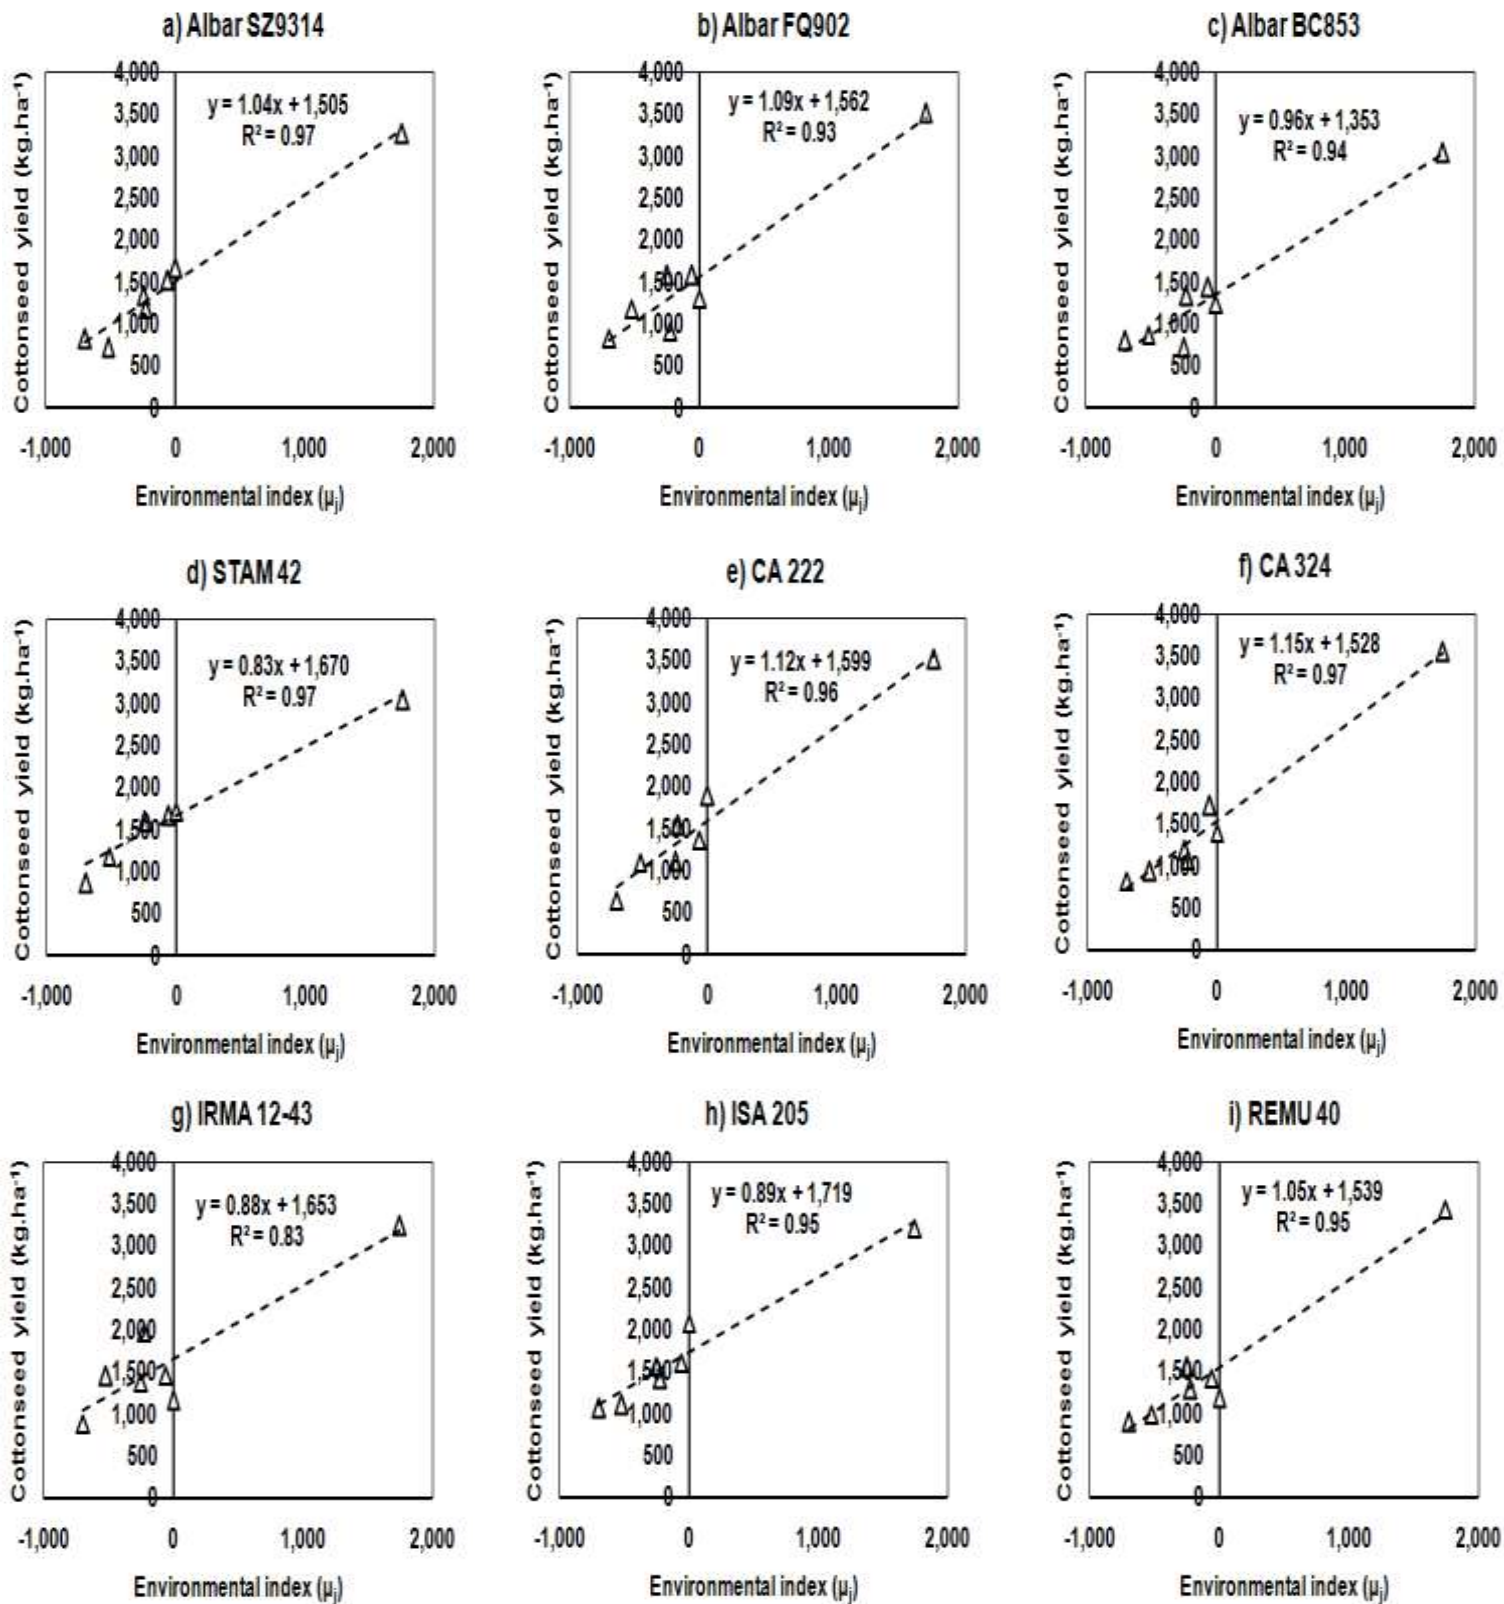 a) Albar SZ9314
Cottonseed yield (kg.ha⁻¹)
4,000
3,500
3,000
2,500
2,000
1,500
1,000
500
0
y = 1.04x + 1,505
R² = 0.97
-1,000 0 1,000 2,000
Environmental index (μj)
b) Albar FQ902
Cottonseed yield (kg.ha⁻¹)
4,000
3,500
3,000
2,500
2,000
1,500
1,000
500
0
y = 1.09x + 1,562
R² = 0.93
-1,000 0 1,000 2,000
Environmental index (μj)
c) Albar BC853
Cottonseed yield (kg.ha⁻¹)
4,000
3,500
3,000
2,500
2,000
1,500
1,000
500
0
y = 0.96x + 1,353
R² = 0.94
-1,000 0 1,000 2,000
Environmental index (μj)
d) STAM 42
Cottonseed yield (kg.ha⁻¹)
4,000
3,500
3,000
2,500
2,000
1,500
1,000
500
0
y = 0.83x + 1,670
R² = 0.97
-1,000 0 1,000 2,000
Environmental index (μj)
e) CA 222
Cottonseed yield (kg.ha⁻¹)
4,000
3,500
3,000
2,500
2,000
1,500
1,000
500
0
y = 1.12x + 1,599
R² = 0.96
-1,000 0 1,000 2,000
Environmental index (μj)
f) CA 324
Cottonseed yield (kg.ha⁻¹)
4,000
3,500
3,000
2,500
2,000
1,500
1,000
500
0
y = 1.15x + 1,528
R² = 0.97
-1,000 0 1,000 2,000
Environmental index (μj)
g) IRMA 12-43
Cottonseed yield (kg.ha⁻¹)
4,000
3,500
3,000
2,500
2,000
1,500
1,000
500
0
y = 0.88x + 1,653
R² = 0.83
-1,000 0 1,000 2,000
Environmental index (μj)
h) ISA 205
Cottonseed yield (kg.ha⁻¹)
4,000
3,500
3,000
2,500
2,000
1,500
1,000
500
0
y = 0.89x + 1,719
R² = 0.95
-1,000 0 1,000 2,000
Environmental index (μj)
i) REMU 40
Cottonseed yield (kg.ha⁻¹)
4,000
3,500
3,000
2,500
2,000
1,500
1,000
500
0
y = 1.05x + 1,539
R² = 0.95
-1,000 0 1,000 2,000
Environmental index (μj)